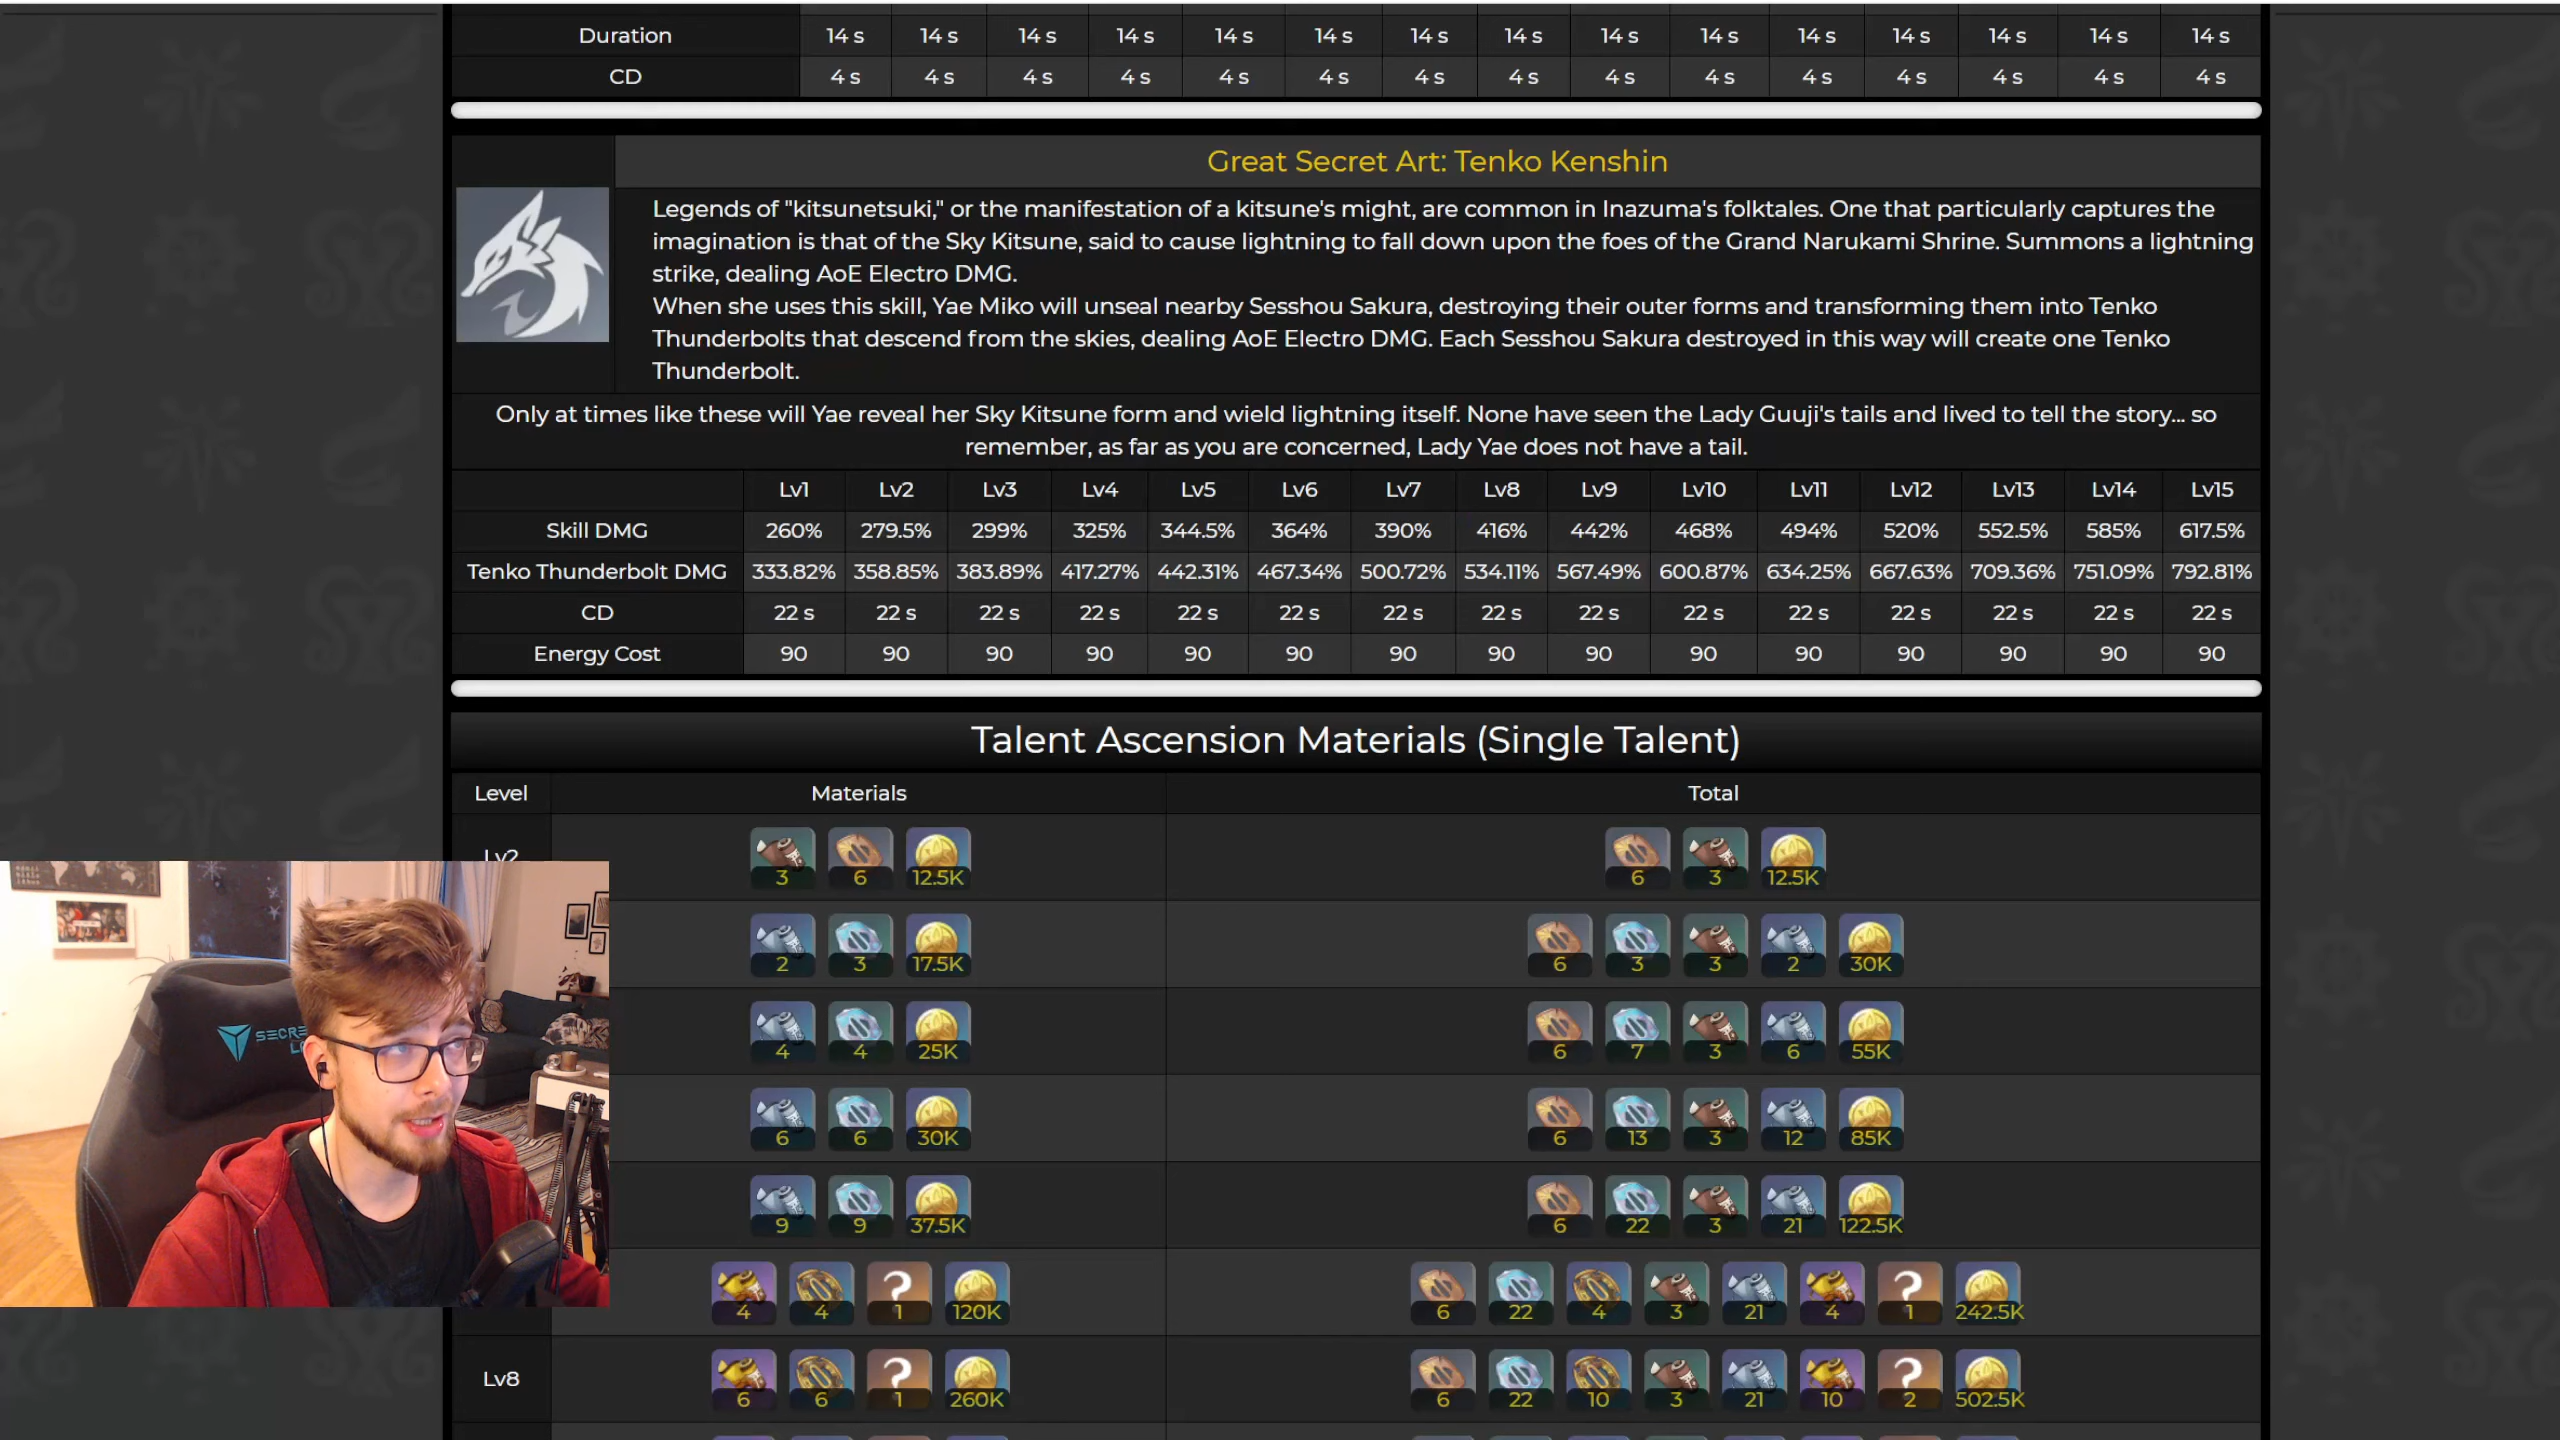 Duration 14 s 14 s 14 s 14 s 14 s 14 s 14 s 14 s 14 s 14 s 14 s 14 s 14 s 14 s 14 s
CD 4 s 4 s 4 s 4 s 4 s 4 s 4 s 4 s 4 s 4 s 4 s 4 s 4 s 4 s 4 s
Great Secret Art: Tenko Kenshin
Legends of "kitsunetsuki," or the manifestation of a kitsune's might, are common in Inazuma's folktales. One that particularly captures the
imagination is that of the Sky Kitsune, said to cause lightning to fall down upon the foes of the Grand Narukami Shrine. Summons a lightning
strike, dealing AoE Electro DMG.
When she uses this skill, Yae Miko will unseal nearby Sesshou Sakura, destroying their outer forms and transforming them into Tenko
Thunderbolts that descend from the skies, dealing AoE Electro DMG. Each Sesshou Sakura destroyed in this way will create one Tenko
Thunderbolt.
Only at times like these will Yae reveal her Sky Kitsune form and wield lightning itself. None have seen the Lady Guuji's tails and lived to tell the story... so
remember, as far as you are concerned, Lady Yae does not have a tail.
Lv1 Lv2 Lv3 Lv4 Lv5 Lv6 Lv7 Lv8 Lv9 Lv10 Lv11 Lv12 Lv13 Lv14 Lv15
Skill DMG 260% 279.5% 299% 325% 344.5% 364% 390% 416% 442% 468% 494% 520% 552.5% 585% 617.5%
Tenko Thunderbolt DMG 333.82% 358.85% 383.89% 417.27% 442.31% 467.34% 500.72% 534.11% 567.49% 600.87% 634.25% 667.63% 709.36% 751.09% 792.81%
CD 22 s 22 s 22 s 22 s 22 s 22 s 22 s 22 s 22 s 22 s 22 s 22 s 22 s 22 s 22 s
Energy Cost 90 90 90 90 90 90 90 90 90 90 90 90 90 90 90
Talent Ascension Materials (Single Talent)
Level Materials Total
Lv2 3 6 12.5K 6 3 12.5K
2 3 17.5K 6 3 3 2 30K
4 4 25K 6 7 3 6 55K
6 6 30K 6 13 3 12 85K
9 9 37.5K 6 22 3 21 122.5K
4 4 ? 1 120K 6 22 4 3 21 4 ? 1 242.5K
Lv8 6 6 ? 1 260K 6 22 10 3 21 10 ? 2 502.5K